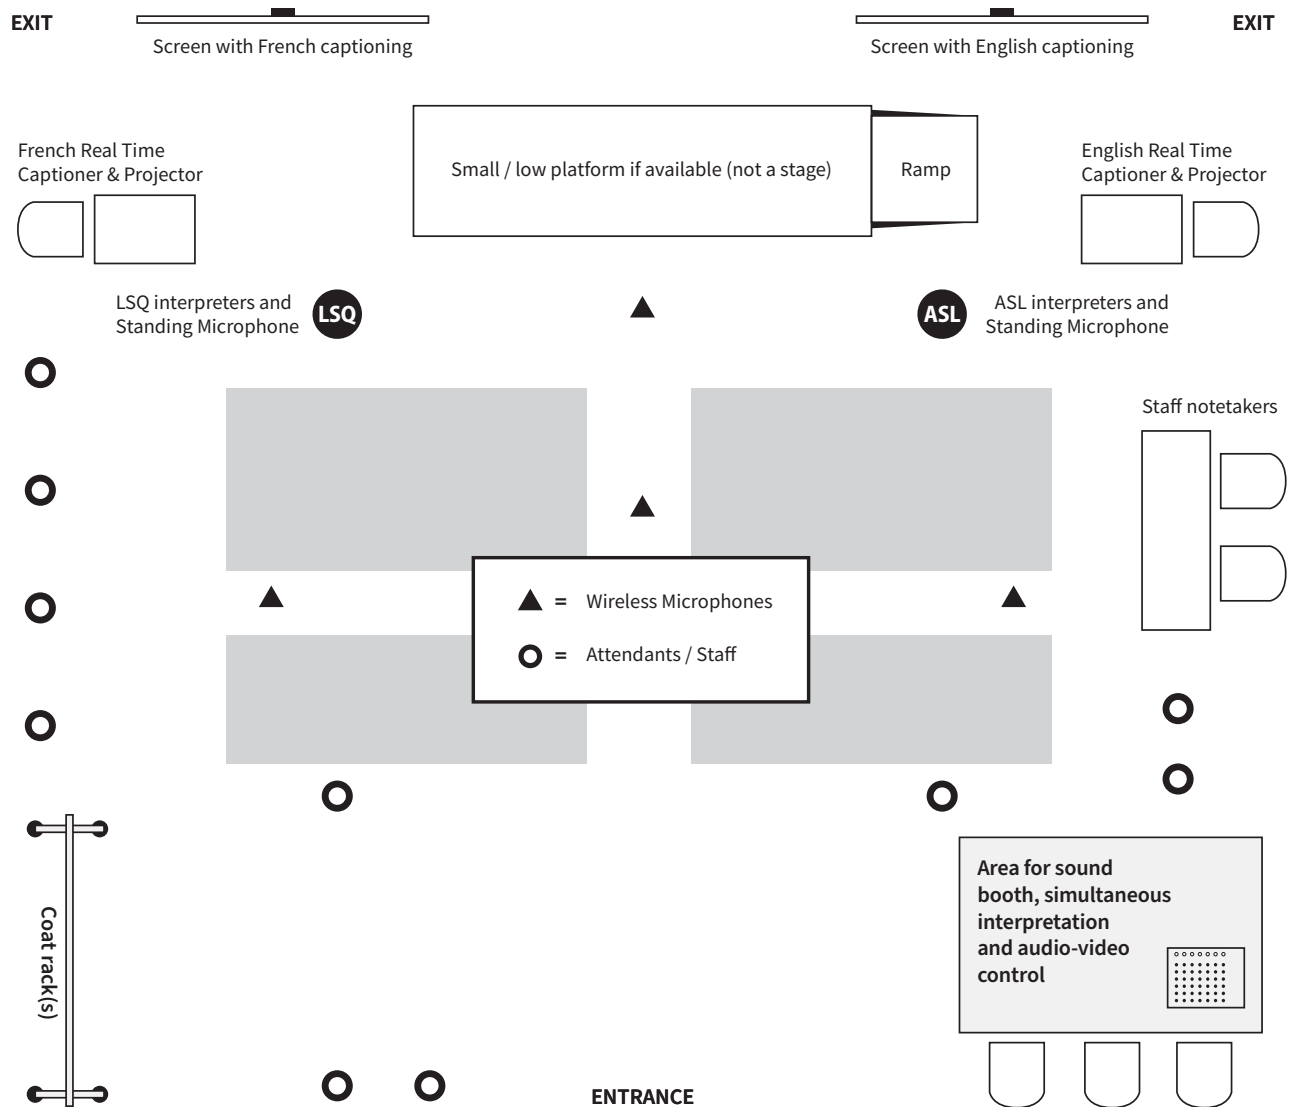 EXIT
Screen with French captioning
Screen with English captioning
EXIT
French Real Time
Captioner & Projector
Small / low platform if available (not a stage)
Ramp
English Real Time
Captioner & Projector
LSQ interpreters and
Standing Microphone
LSQ
ASL
ASL interpreters and
Standing Microphone
Staff notetakers
= Wireless Microphones
= Attendants / Staff
Coat rack(s)
Area for sound
booth, simultaneous
interpretation
and audio-video
control
ENTRANCE